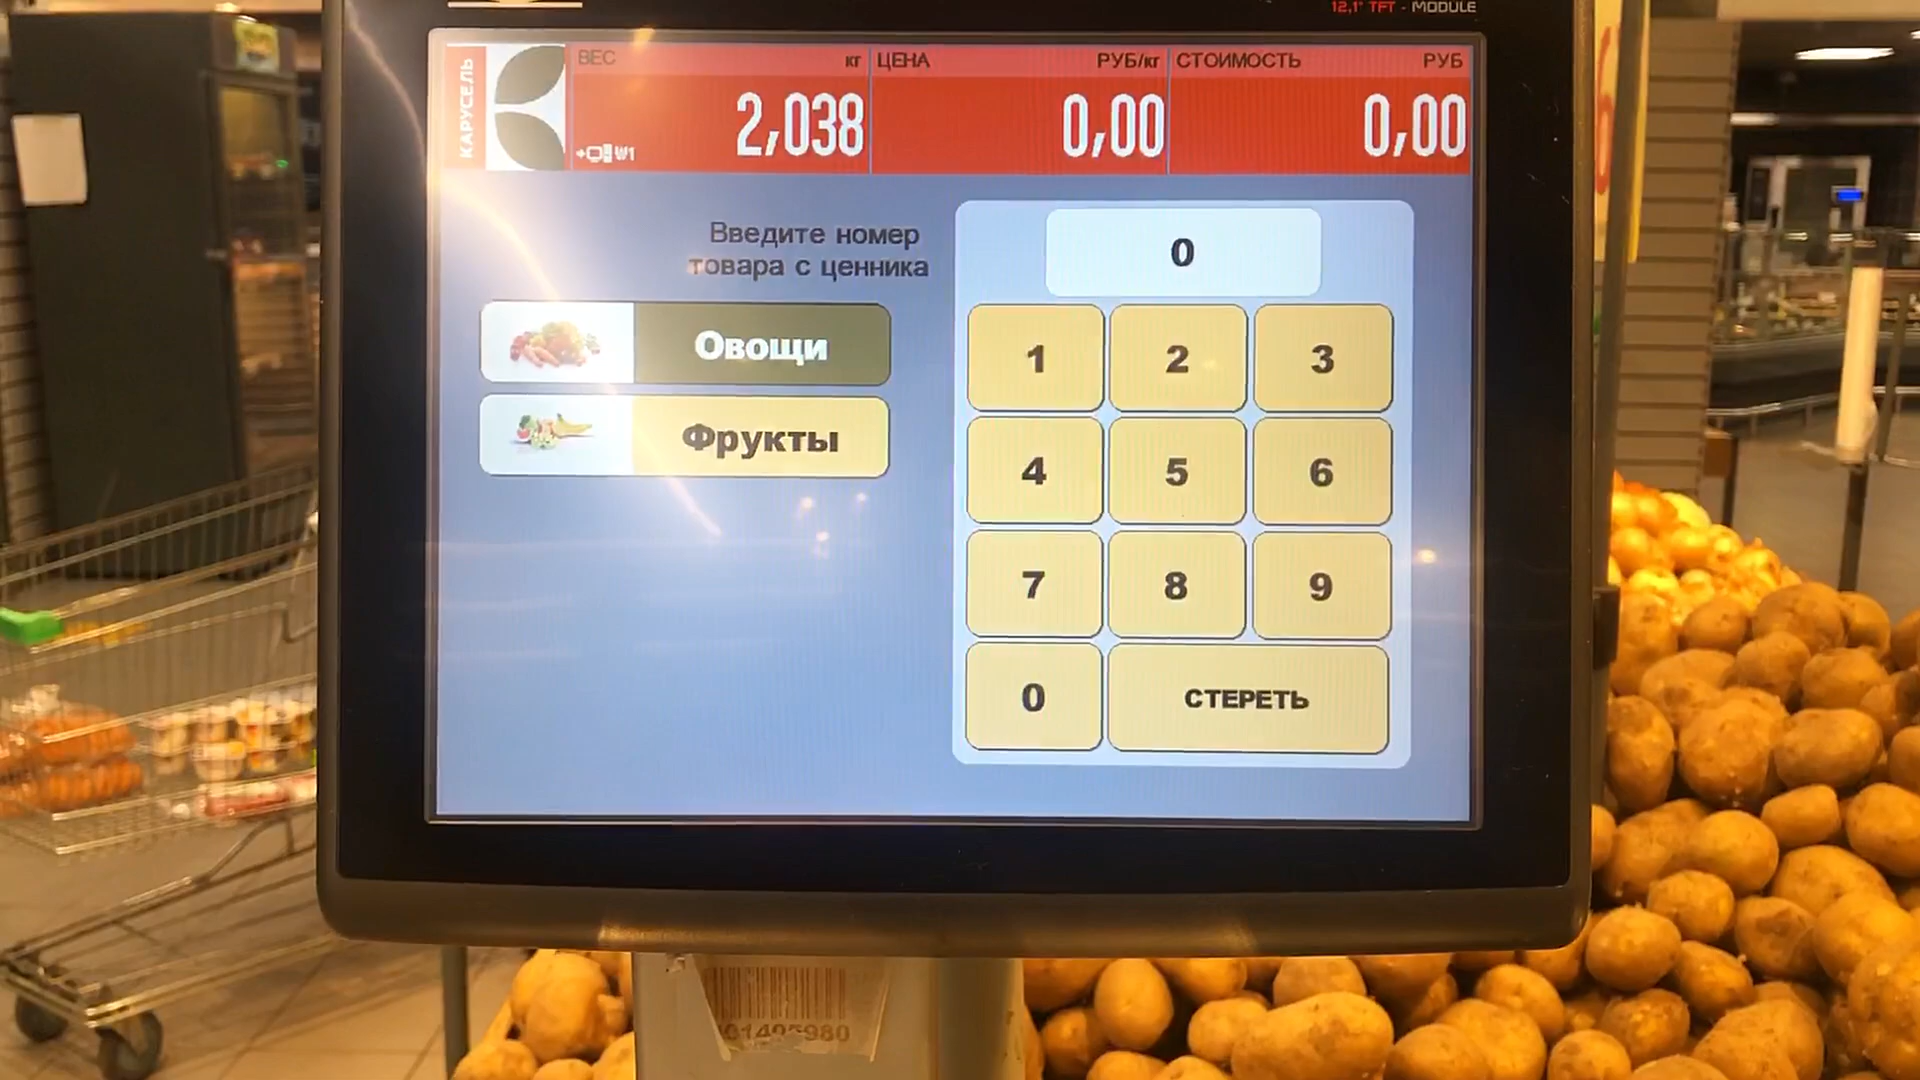 12,1" TFT - MODULE
КАРУСЕЛЬ
ВЕС кг ЦЕНА РУБ/кг СТОИМОСТЬ РУБ
2,038 0,00 0,00
W1
Введите номер
товара с ценника
0
Овощи
Фрукты
1 2 3
4 5 6
7 8 9
0 СТЕРЕТЬ